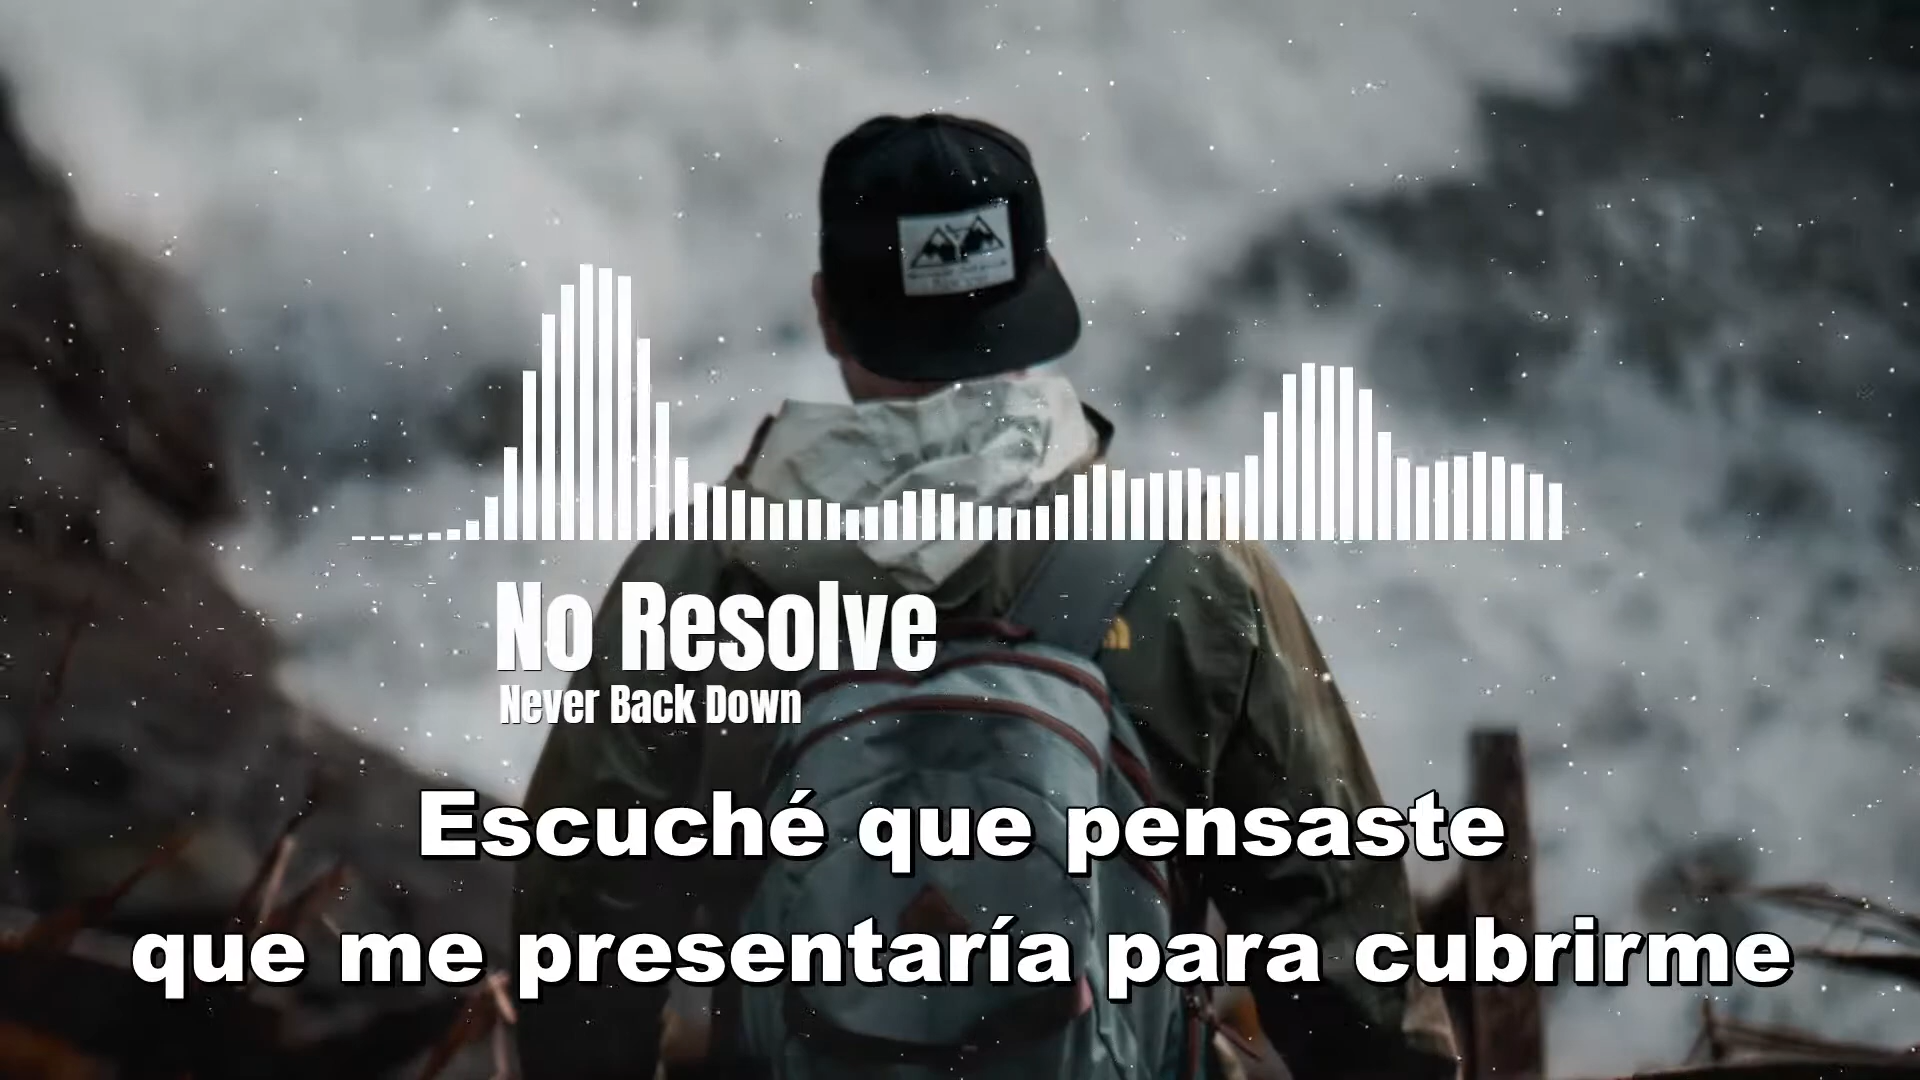 No Resolve
Never Back Down
Escuché que pensaste
que me presentaría para cubrirme